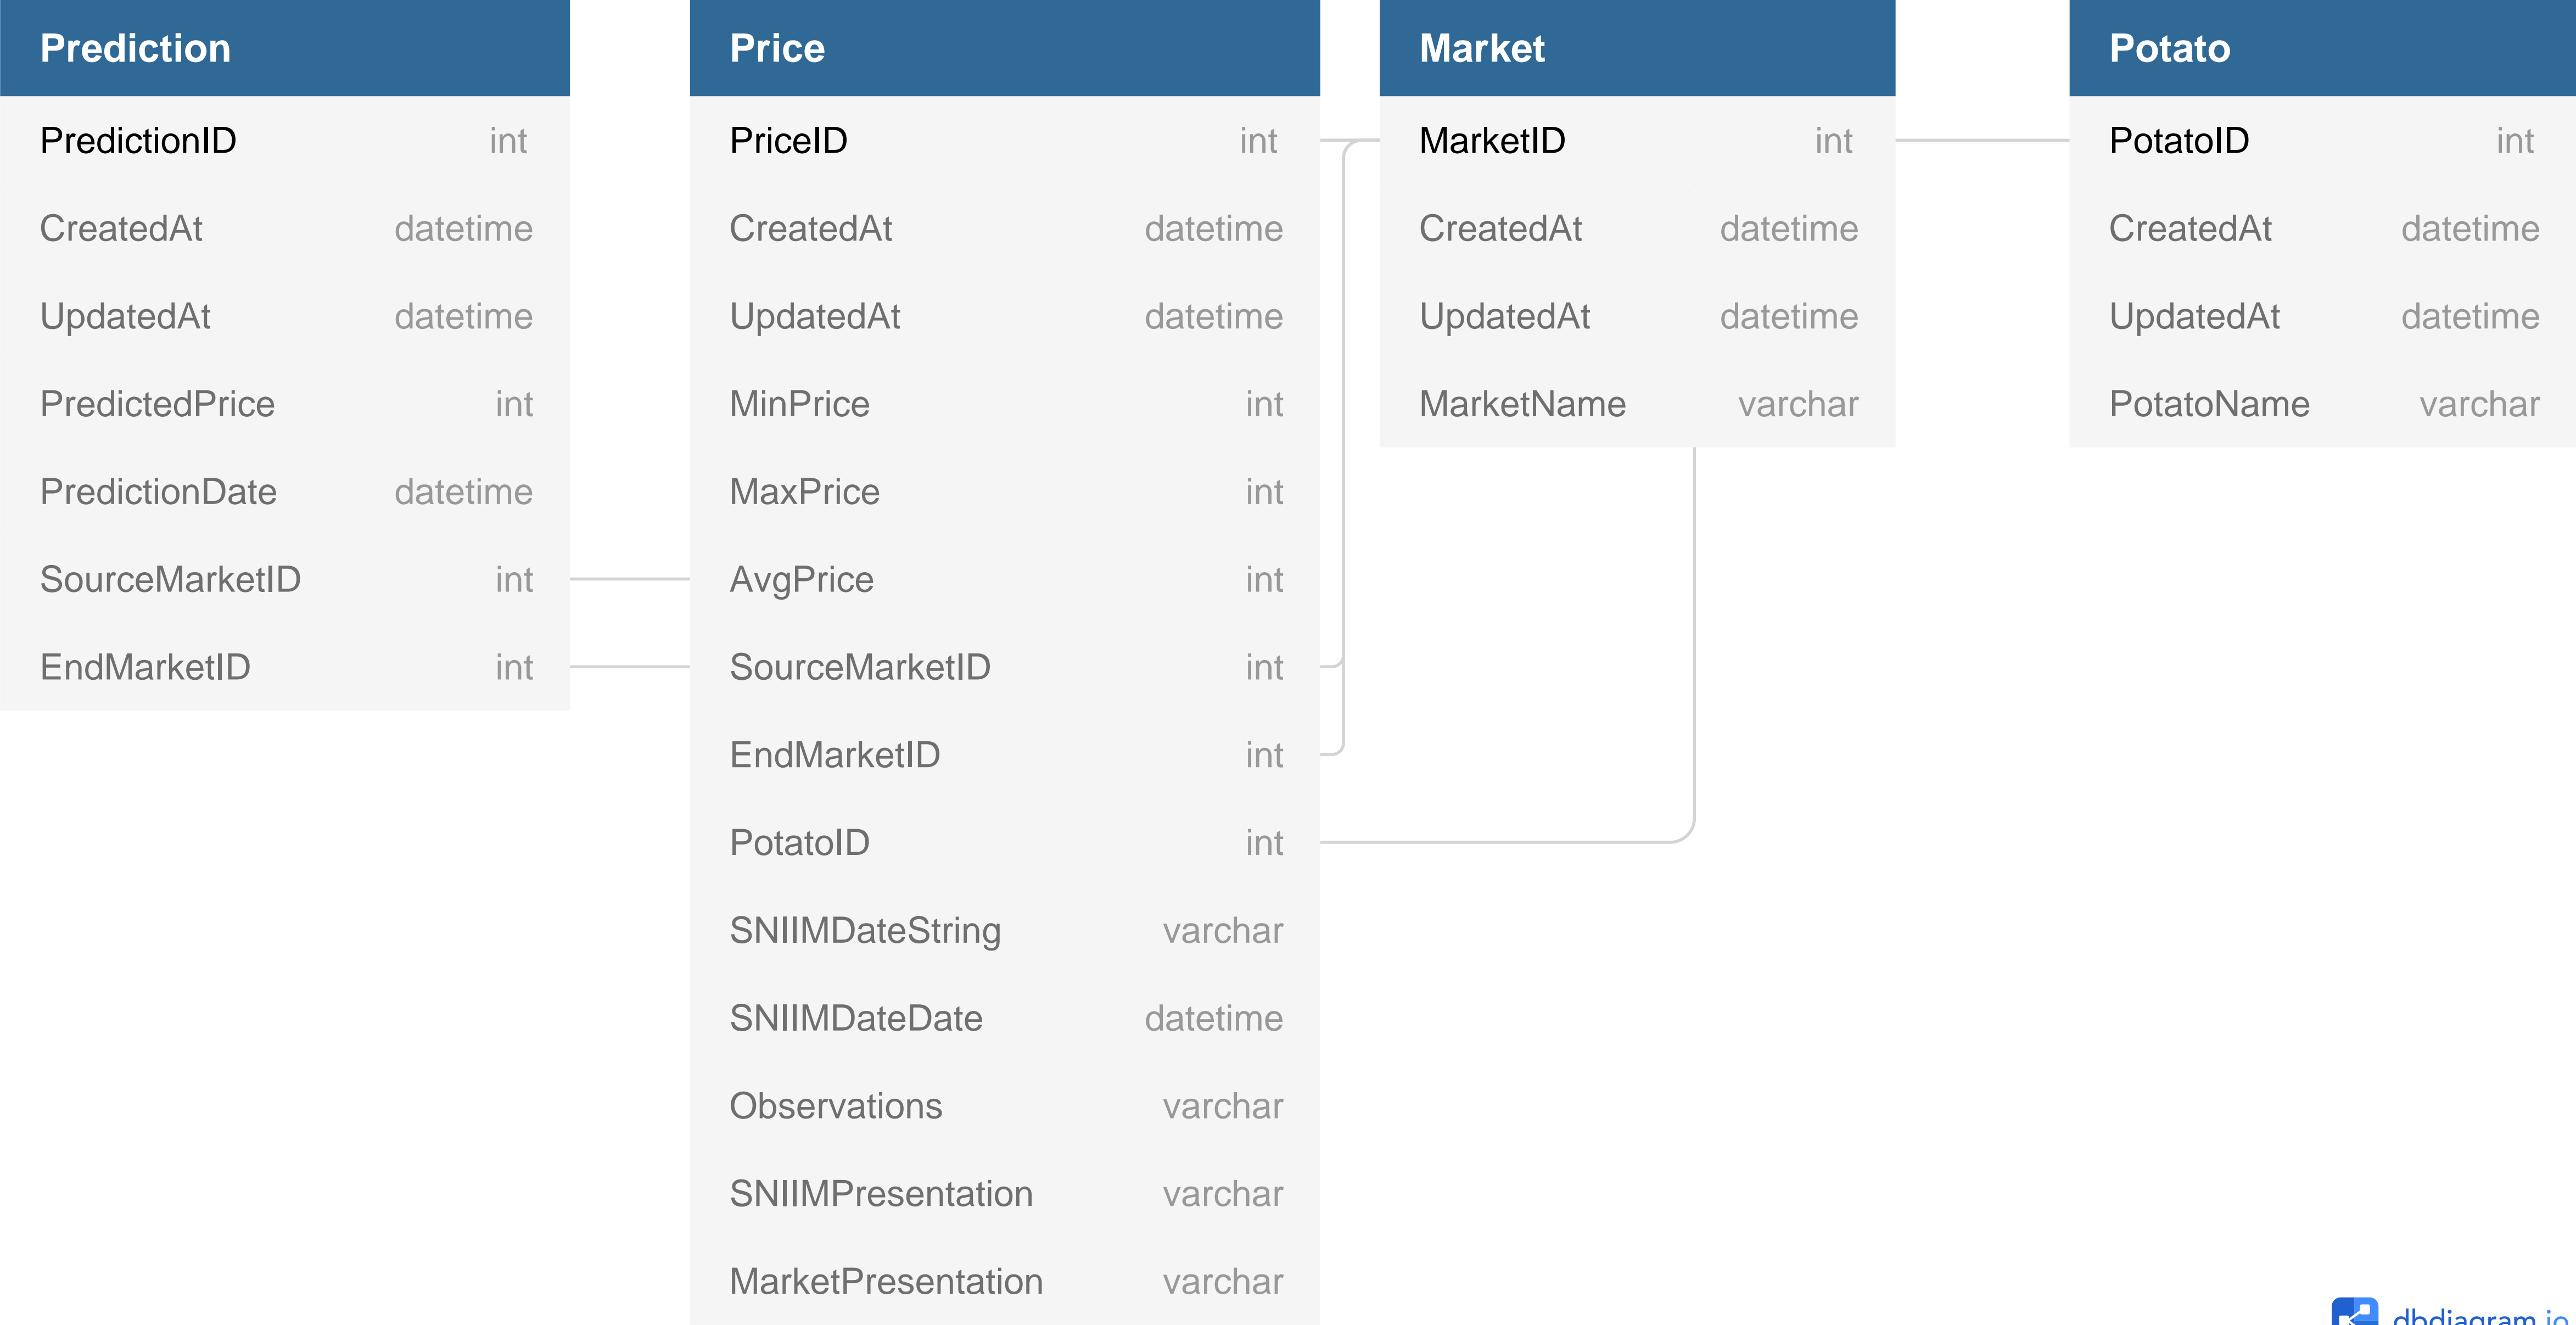 Prediction
PredictionID int
CreatedAt datetime
UpdatedAt datetime
PredictedPrice int
PredictionDate datetime
SourceMarketID int
EndMarketID int
Price
PriceID int
CreatedAt datetime
UpdatedAt datetime
MinPrice int
MaxPrice int
AvgPrice int
SourceMarketID int
EndMarketID int
PotatoID int
SNIIMDateString varchar
SNIIMDateDate datetime
Observations varchar
SNIIMPresentation varchar
MarketPresentation varchar
Market
MarketID int
CreatedAt datetime
UpdatedAt datetime
MarketName varchar
Potato
PotatoID int
CreatedAt datetime
UpdatedAt datetime
PotatoName varchar
dbdiagram.io